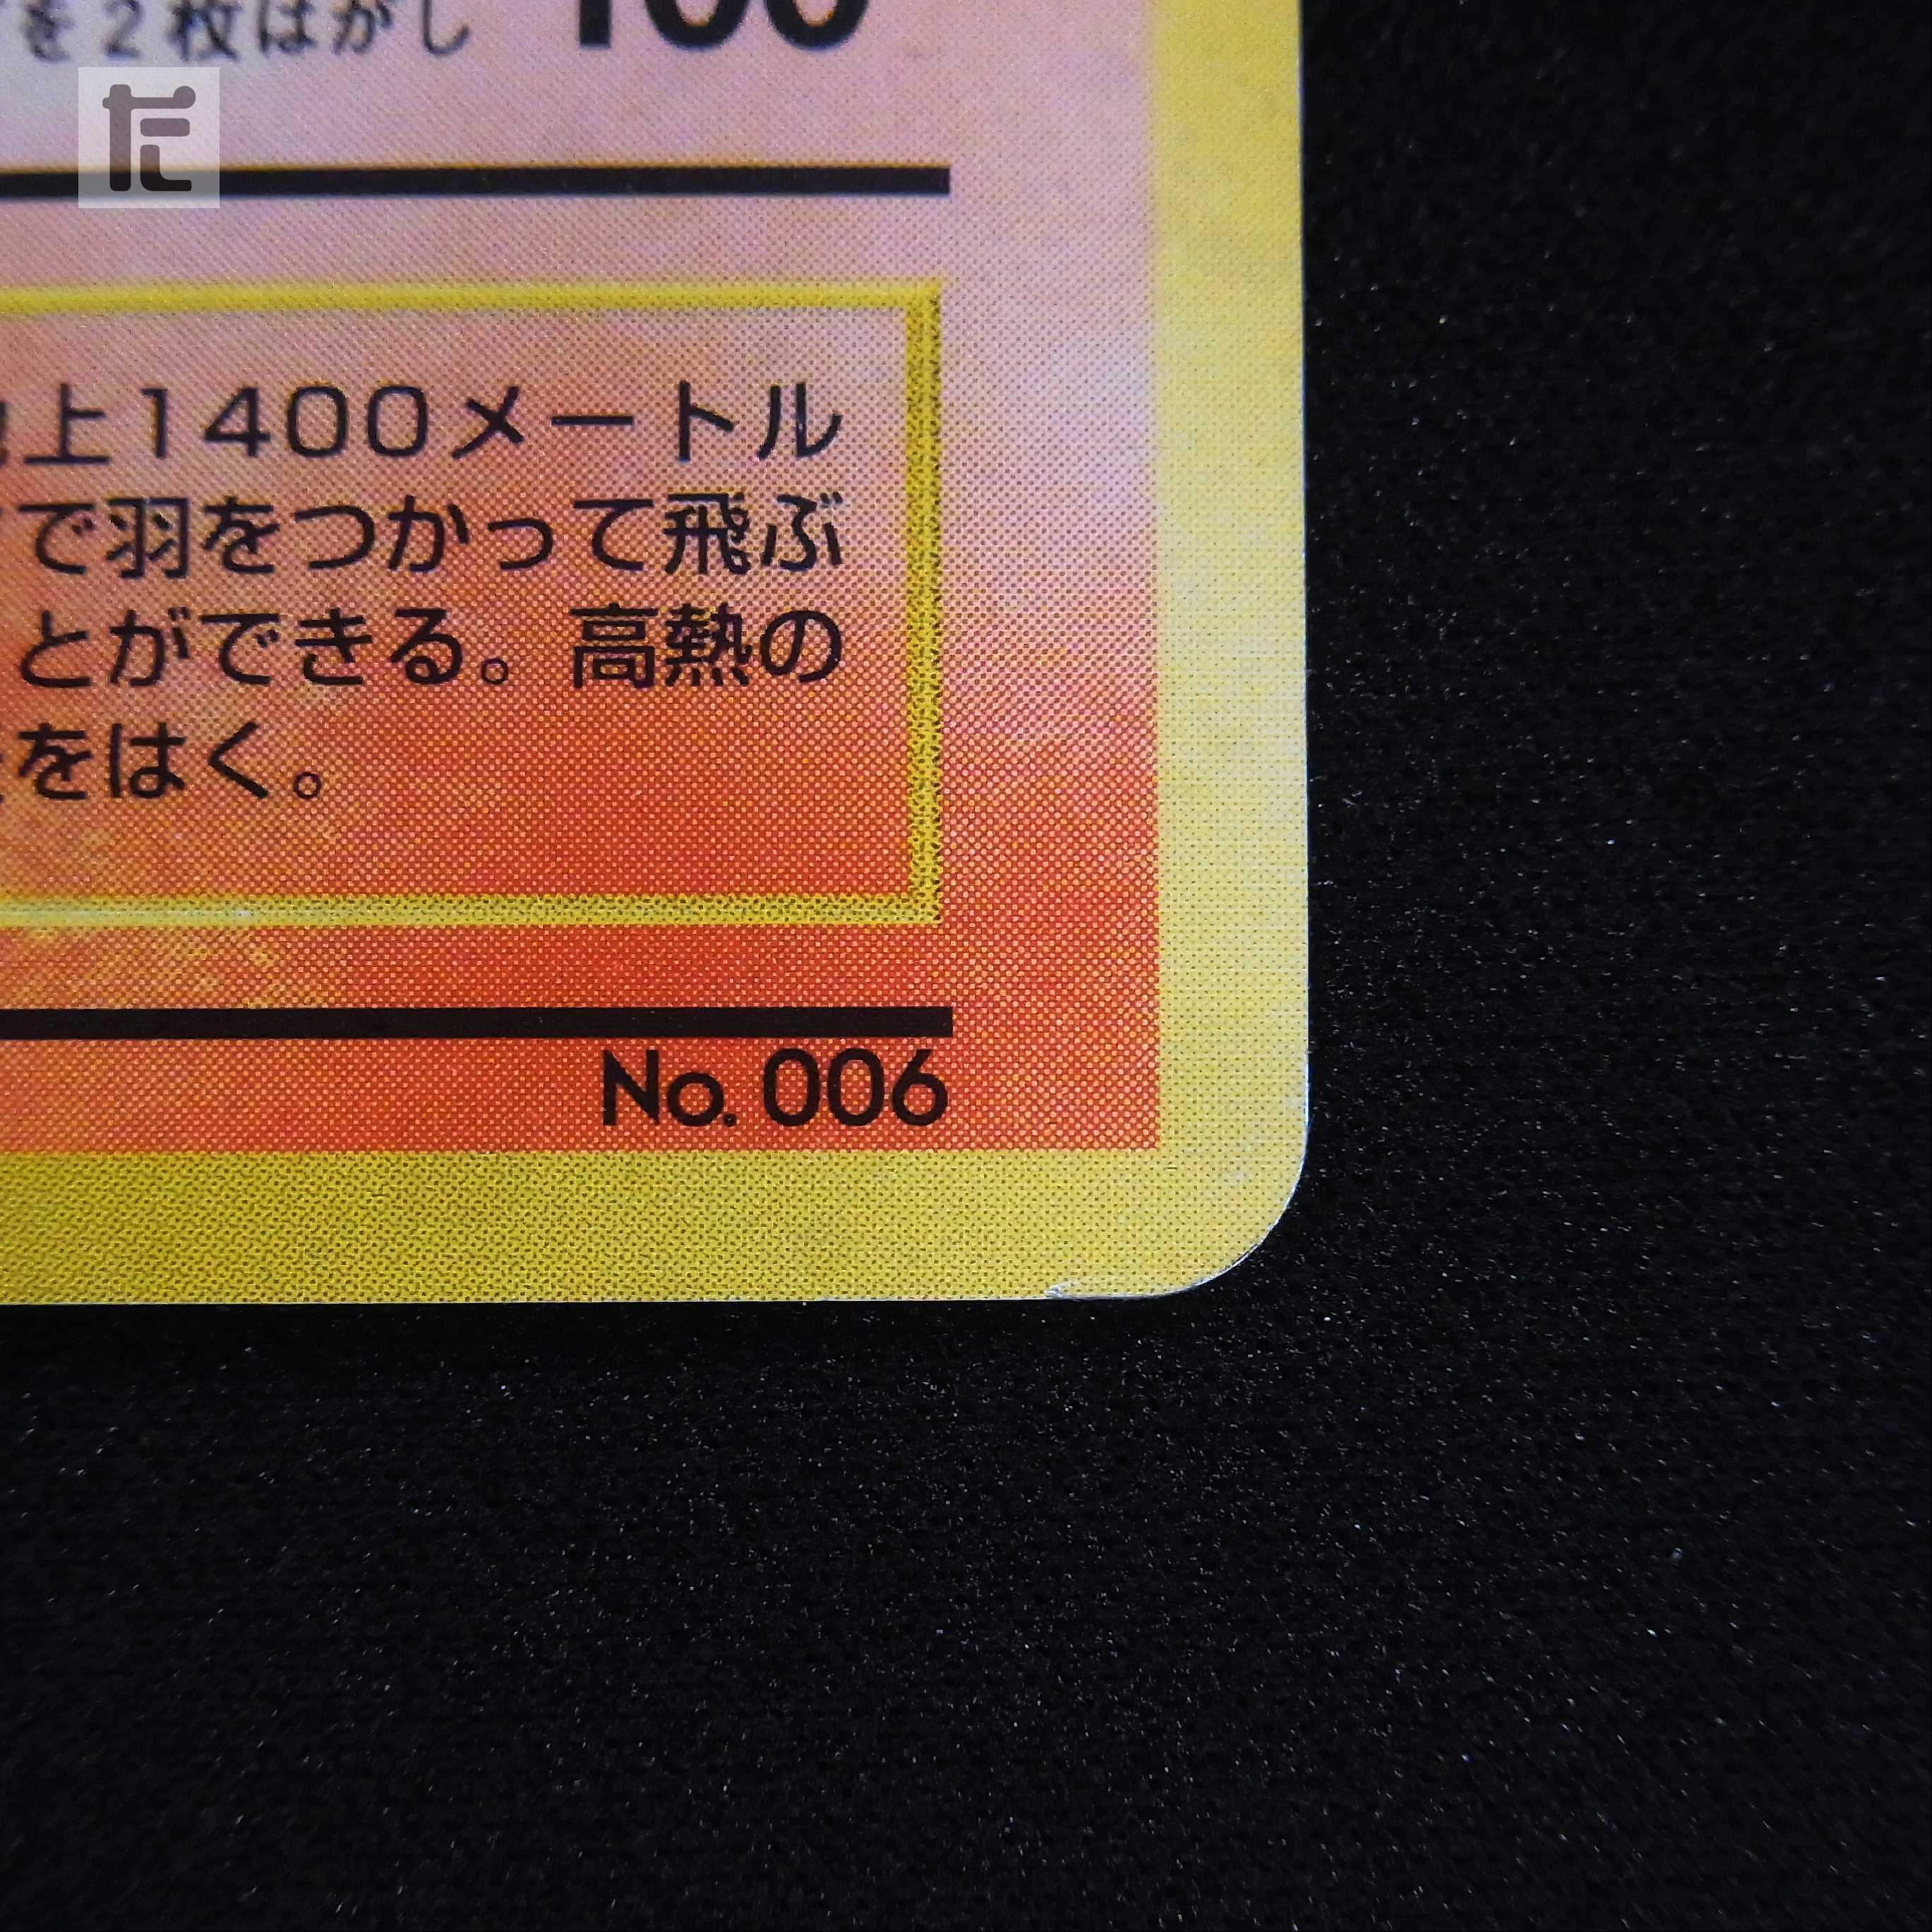 を2枚はがし 100
上1400メートル
で羽をつかって飛ぶ
とができる。高熱の
をはく。
No.006